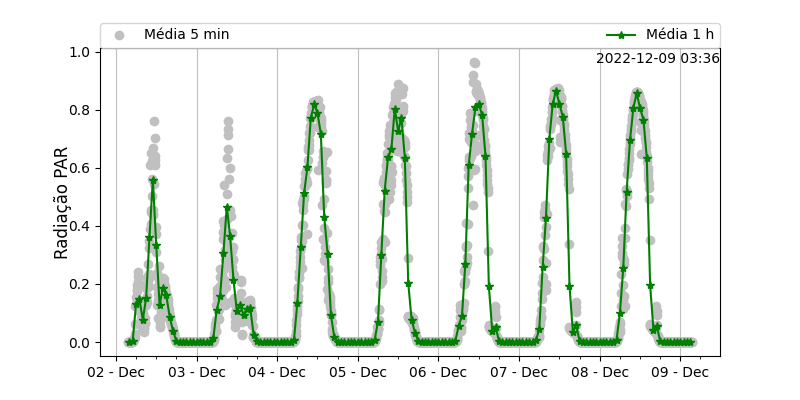 Média 5 min
Média 1 h
2022-12-09 03:36
Radiação PAR
1.0
0.8
0.6
0.4
0.2
0.0
02 - Dec
03 - Dec
04 - Dec
05 - Dec
06 - Dec
07 - Dec
08 - Dec
09 - Dec